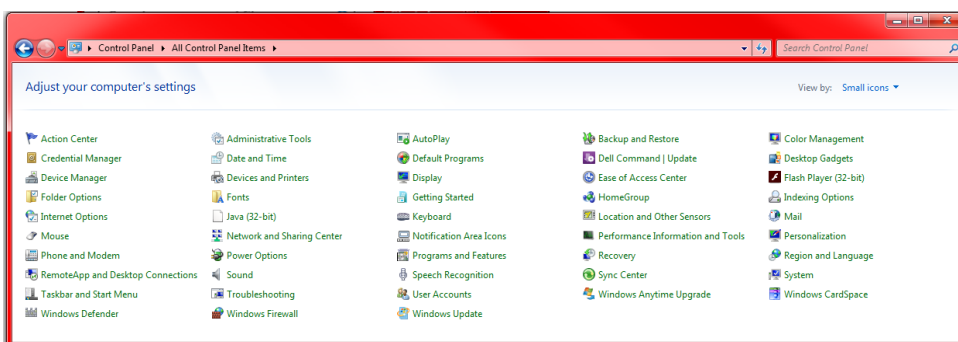 Control Panel All Control Panel Items Search Control Panel
Adjust your computer's settings View by: Small icons
Action Center Administrative Tools AutoPlay Backup and Restore Color Management
Credential Manager Date and Time Default Programs Dell Command | Update Desktop Gadgets
Device Manager Devices and Printers Display Ease of Access Center Flash Player (32-bit)
Folder Options Fonts Getting Started HomeGroup Indexing Options
Internet Options Java (32-bit) Keyboard Location and Other Sensors Mail
Mouse Network and Sharing Center Notification Area Icons Performance Information and Tools Personalization
Phone and Modem Power Options Programs and Features Recovery Region and Language
RemoteApp and Desktop Connections Sound Speech Recognition Sync Center System
Taskbar and Start Menu Troubleshooting User Accounts Windows Anytime Upgrade Windows CardSpace
Windows Defender Windows Firewall Windows Update